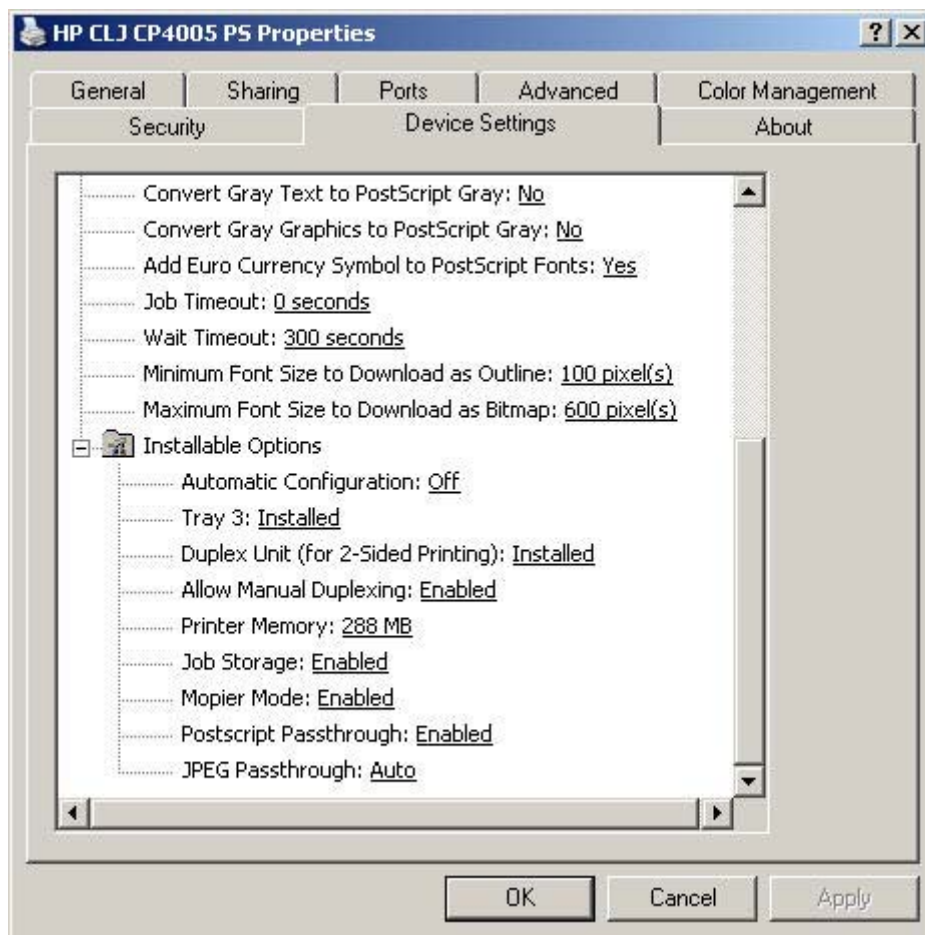 HP CLJ CP4005 PS Properties
General Sharing Ports Advanced Color Management
Security Device Settings About
Convert Gray Text to PostScript Gray: No
Convert Gray Graphics to PostScript Gray: No
Add Euro Currency Symbol to PostScript Fonts: Yes
Job Timeout: 0 seconds
Wait Timeout: 300 seconds
Minimum Font Size to Download as Outline: 100 pixel(s)
Maximum Font Size to Download as Bitmap: 600 pixel(s)
Installable Options
Automatic Configuration: Off
Tray 3: Installed
Duplex Unit (for 2-Sided Printing): Installed
Allow Manual Duplexing: Enabled
Printer Memory: 288 MB
Job Storage: Enabled
Mopier Mode: Enabled
Postscript Passthrough: Enabled
JPEG Passthrough: Auto
OK Cancel Apply